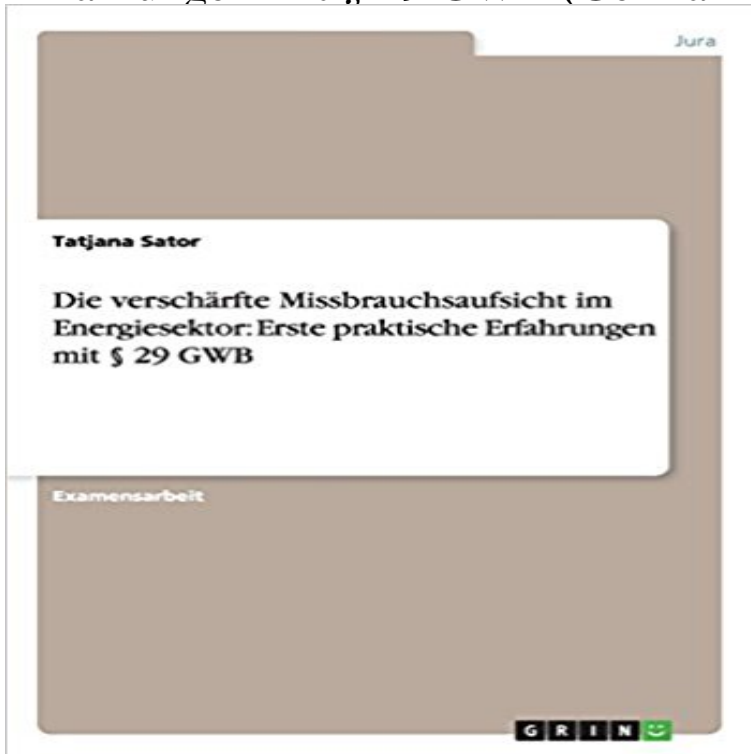 Jura
Tatjana Sator
Die verschärfte Missbrauchsaufsicht im
Energiesektor: Erste praktische Erfahrungen
mit § 29 GWB
Examensarbeit
GRIN